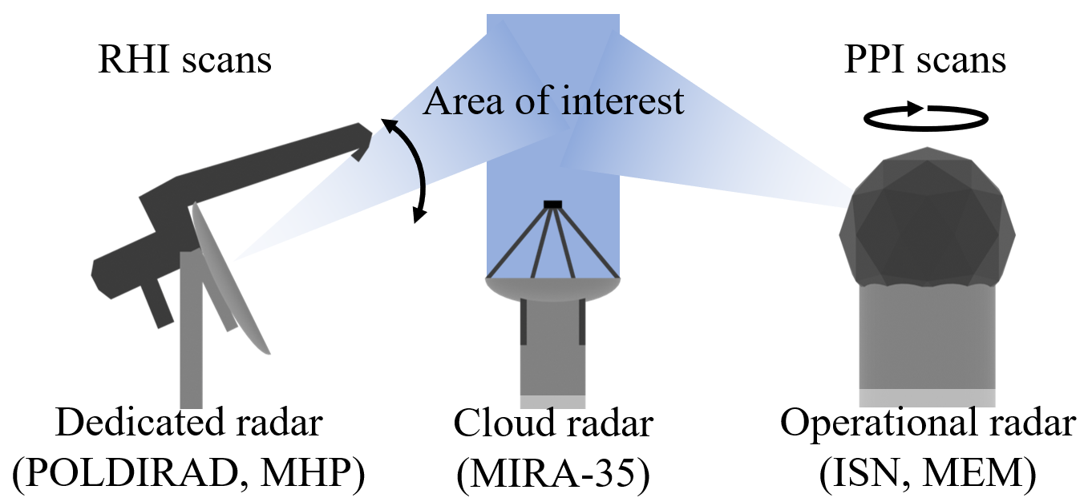 RHI scans
Area of interest
PPI scans
Dedicated radar
(POLDIRAD, MHP)
Cloud radar
(MIRA-35)
Operational radar
(ISN, MEM)